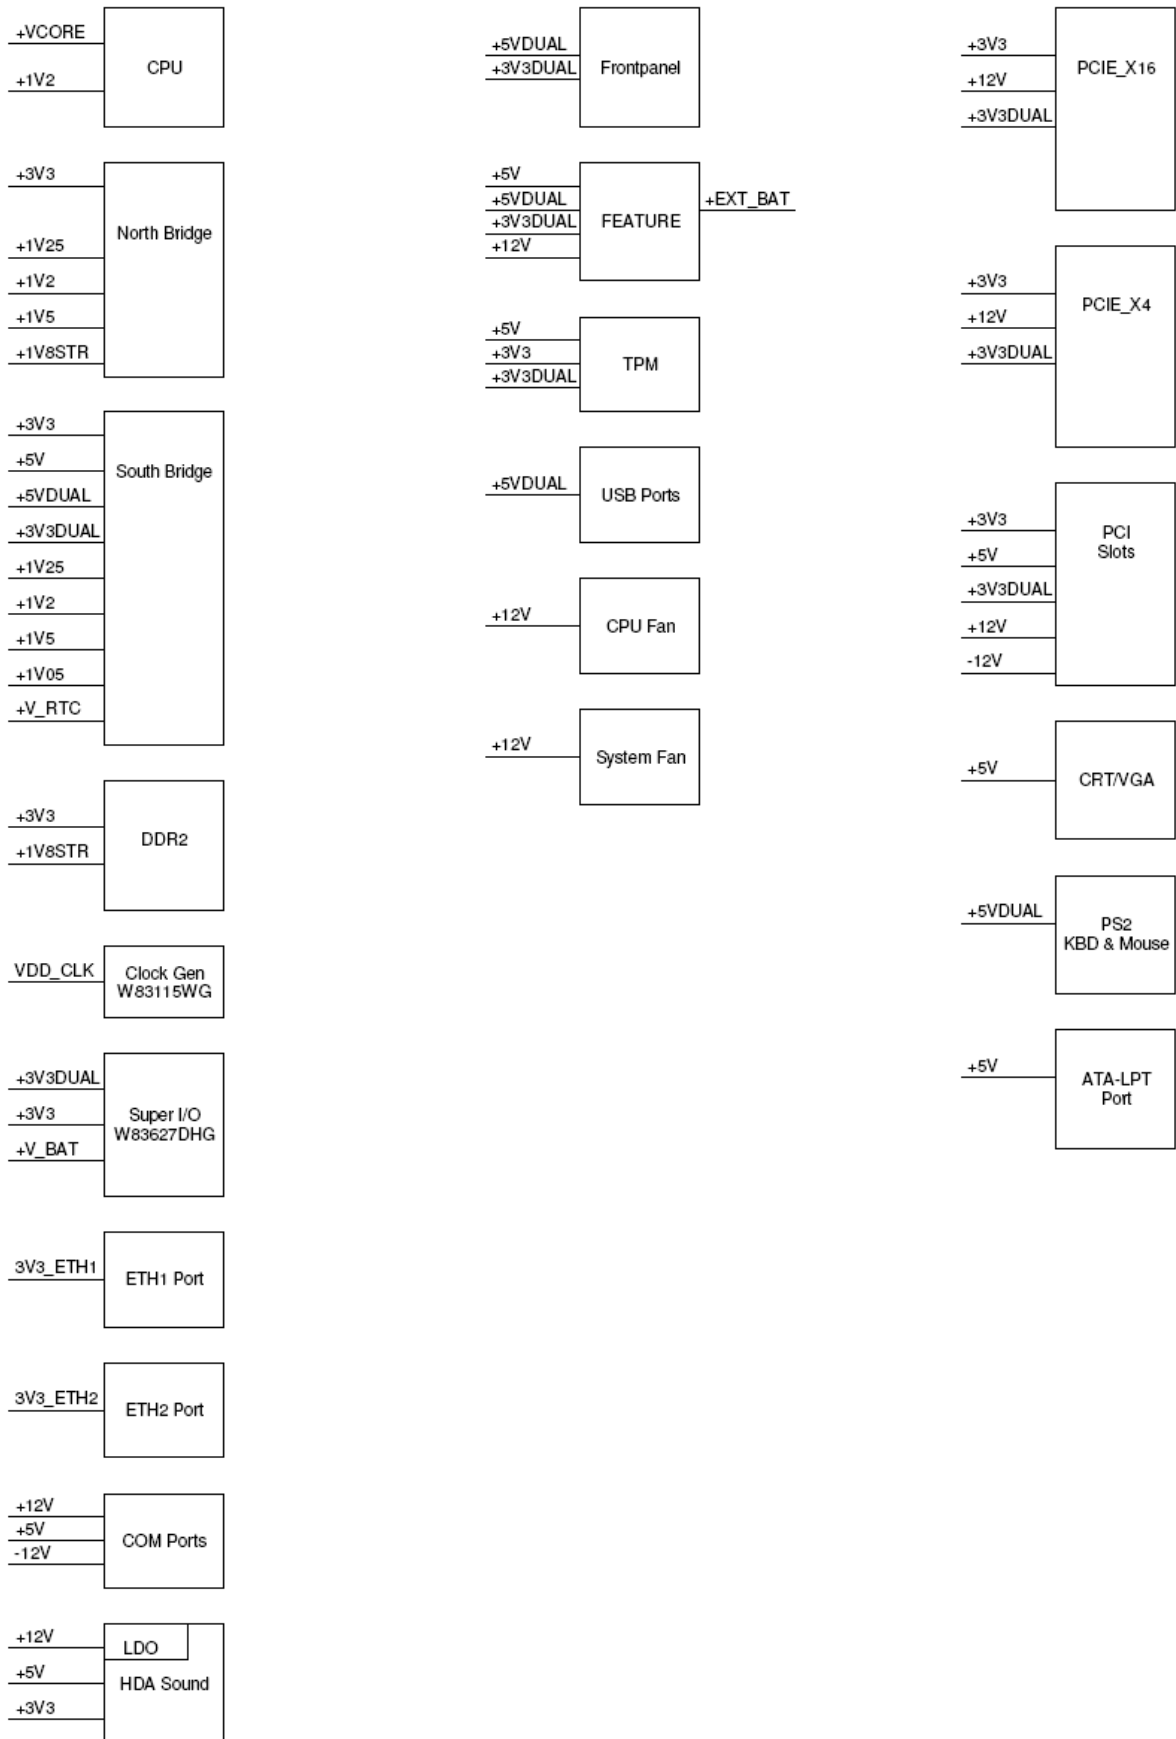 +VCORE
CPU
+1V2
+3V3
North Bridge
+1V25
+1V2
+1V5
+1V8STR
+3V3
+5V
South Bridge
+5VDUAL
+3V3DUAL
+1V25
+1V2
+1V5
+1V05
+V_RTC
+3V3
DDR2
+1V8STR
VDD_CLK
Clock Gen
W83115WG
+3V3DUAL
+3V3
Super I/O
W83627DHG
+V_BAT
3V3_ETH1
ETH1 Port
3V3_ETH2
ETH2 Port
+12V
+5V
-12V
COM Ports
+12V
LDO
+5V
HDA Sound
+3V3
+5VDUAL
+3V3DUAL
Frontpanel
+5V
+5VDUAL
+3V3DUAL
+12V
FEATURE
+EXT_BAT
+5V
+3V3
+3V3DUAL
TPM
+5VDUAL
USB Ports
+12V
CPU Fan
+12V
System Fan
+3V3
+12V
+3V3DUAL
PCIE_X16
+3V3
+12V
+3V3DUAL
PCIE_X4
+3V3
+5V
+3V3DUAL
+12V
-12V
PCI
Slots
+5V
CRT/VGA
+5VDUAL
PS2
KBD & Mouse
+5V
ATA-LPT
Port